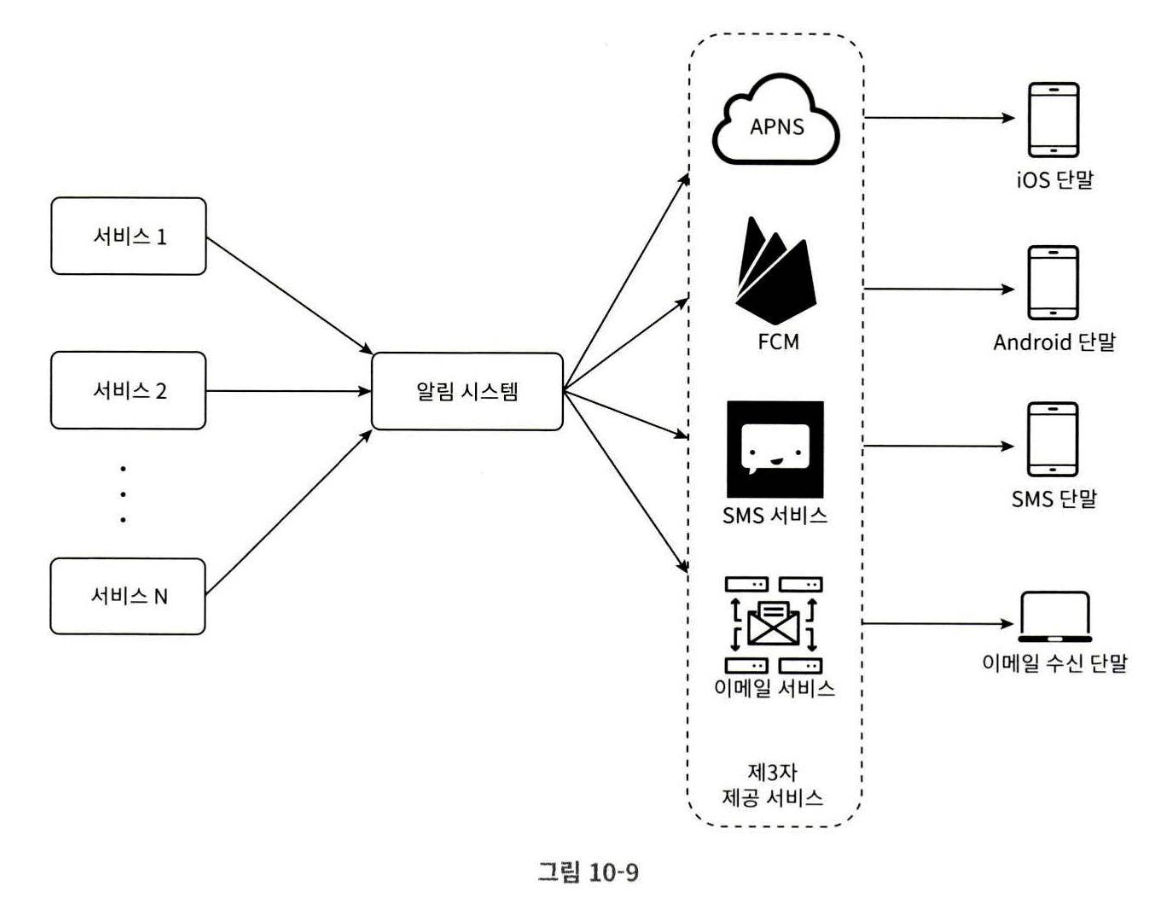 서비스 1
서비스 2
서비스 N
알림 시스템
APNS
FCM
SMS 서비스
이메일 서비스
제3자
제공 서비스
iOS 단말
Android 단말
SMS 단말
이메일 수신 단말
그림 10-9